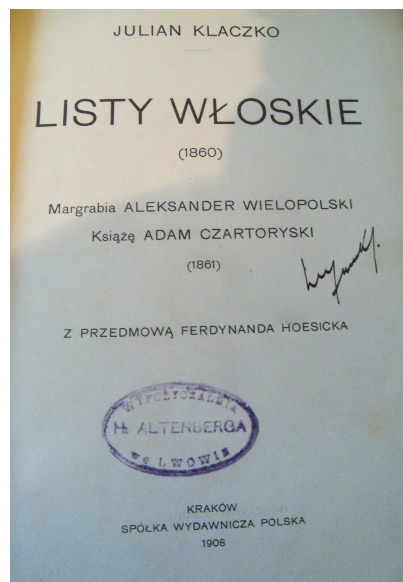 JULIAN KLACZKO
LISTY WŁOSKIE
(1860)
Margrabia ALEKSANDER WIELOPOLSKI
Książę ADAM CZARTORYSKI
(1861)
Z PRZEDMOWĄ FERDYNANDA HOESICKA
WYPOŻYCZALNIA
H. ALTENBERGA
WE LWOWIE
KRAKÓW
SPÓŁKA WYDAWNICZA POLSKA
1908